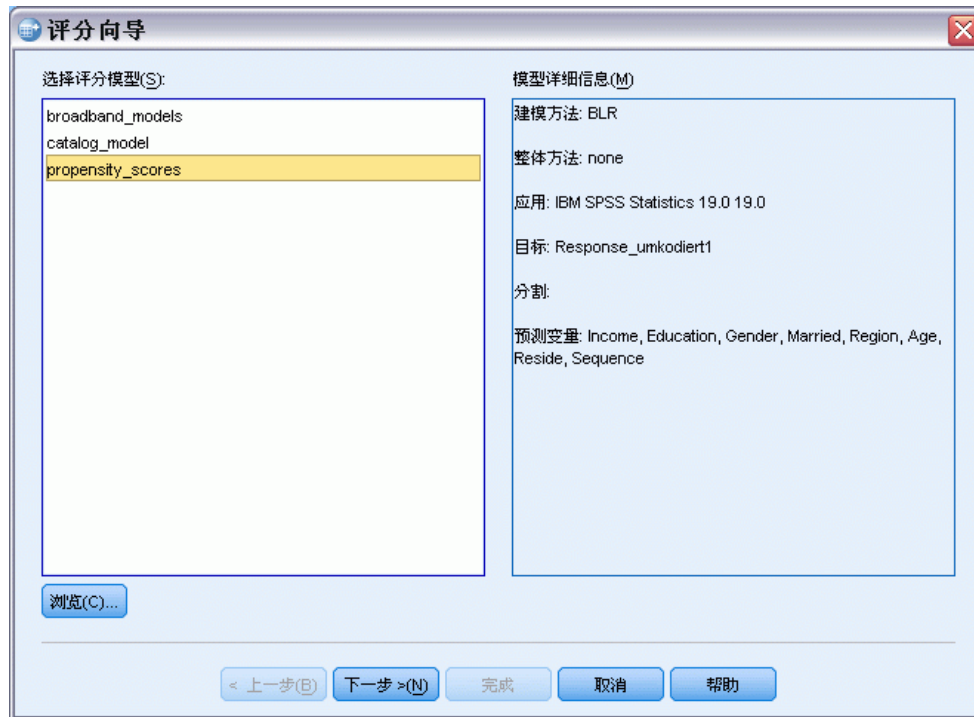 评分向导
选择评分模型(S):
broadband_models
catalog_model
propensity_scores
浏览(C)...
模型详细信息(M)
建模方法: BLR
整体方法: none
应用: IBM SPSS Statistics 19.0 19.0
目标: Response_umkodiert1
分割:
预测变量: Income, Education, Gender, Married, Region, Age,
Reside, Sequence
< 上一步(B)
下一步 >(N)
完成
取消
帮助